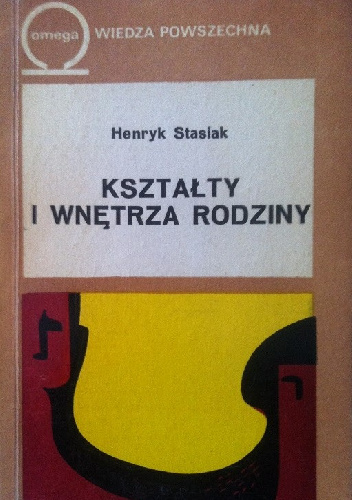 omega WIEDZA POWSZECHNA
Henryk Stasiak
KSZTAŁTY
I WNĘTRZA RODZINY